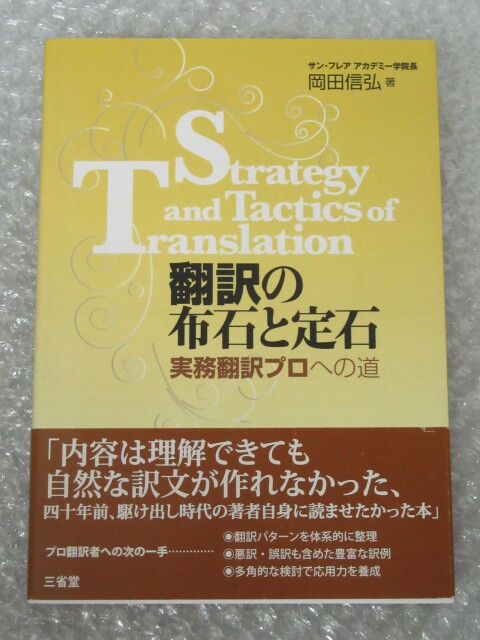 サン・フレア アカデミー学院長
岡田信弘 著
Strategy
and Tactics of
Translation
翻訳の
布石と定石
実務翻訳プロへの道
「内容は理解できても
自然な訳文が作れなかった、
四十年前、駆け出し時代の著者自身に読ませたかった本」
プロ翻訳者への次の一手…………
◉翻訳パターンを体系的に整理
◉悪訳・誤訳も含めた豊富な訳例
◉多角的な検討で応用力を養成
三省堂